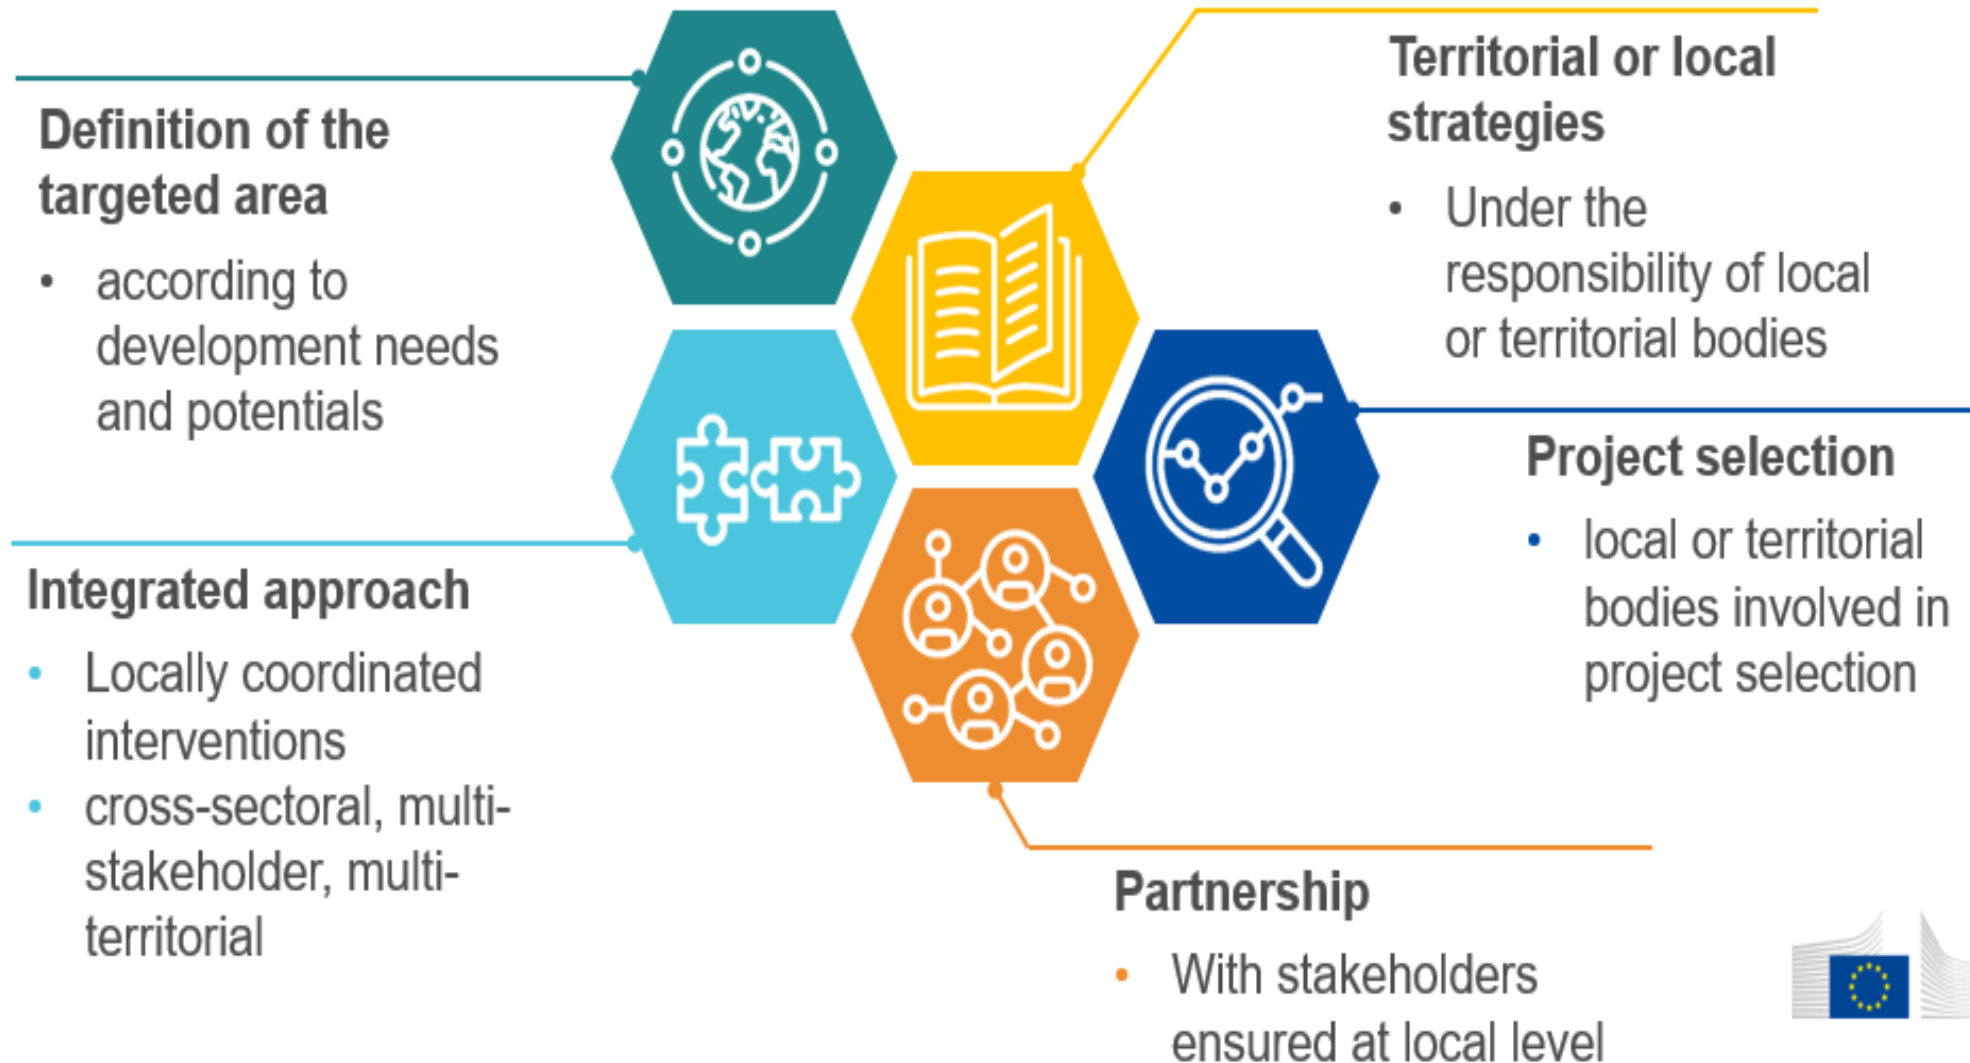 Definition of the
targeted area
• according to
development needs
and potentials
Integrated approach
• Locally coordinated
interventions
• cross-sectoral, multi-
stakeholder, multi-
territorial
Territorial or local
strategies
• Under the
responsibility of local
or territorial bodies
Project selection
• local or territorial
bodies involved in
project selection
Partnership
• With stakeholders
ensured at local level